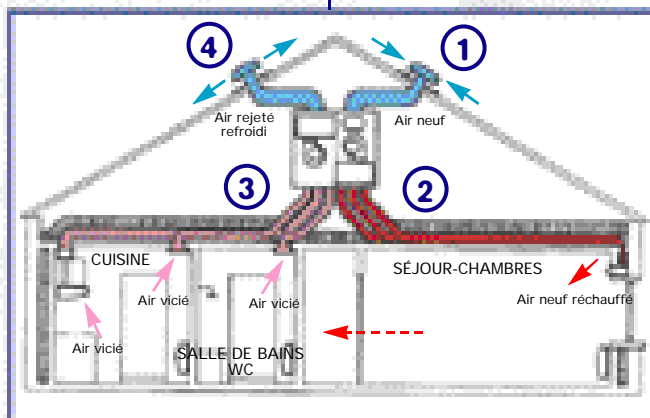 4
1
Air rejeté
refroidi
Air neuf
3
2
CUISINE
SÉJOUR-CHAMBRES
Air vicié
Air vicié
Air neuf réchauffé
Air vicié
SALLE DE BAINS
WC